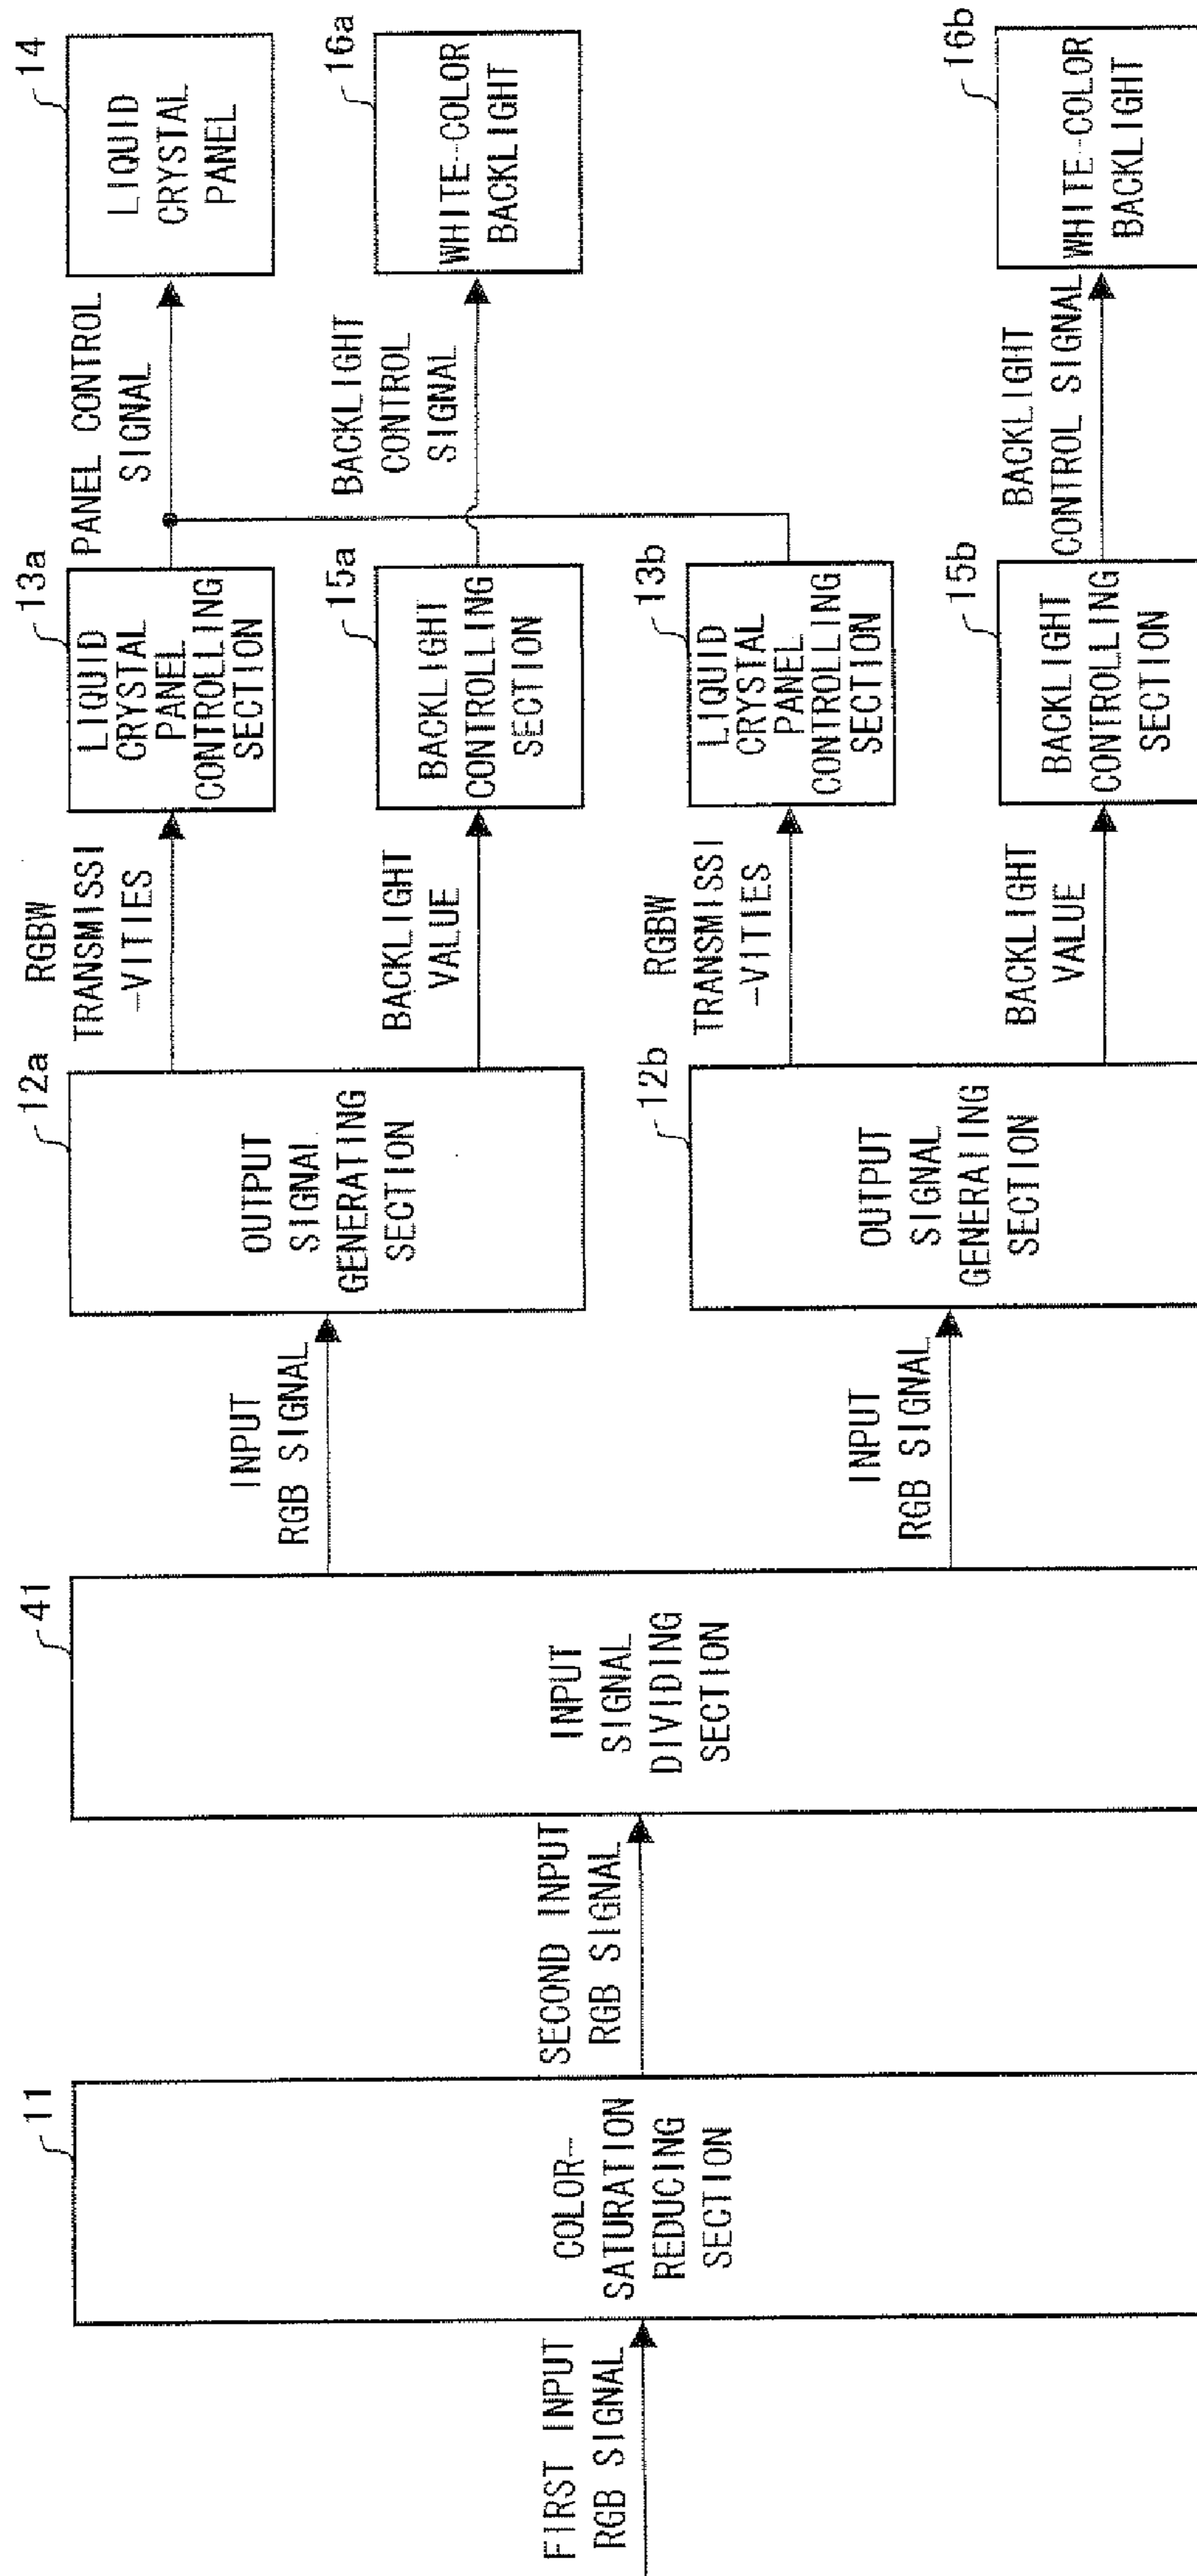 FIRST INPUT
RGB SIGNAL
11
COLOR-
SATURATION
REDUCING
SECTION
SECOND INPUT
RGB SIGNAL
41
INPUT
SIGNAL
DIVIDING
SECTION
INPUT
RGB SIGNAL
12a
OUTPUT
SIGNAL
GENERATING
SECTION
RGBW
TRANSMISSI
-VITIES
13a
LIQUID
CRYSTAL
PANEL
CONTROLLING
SECTION
PANEL CONTROL
SIGNAL
14
LIQUID
CRYSTAL
PANEL
BACKLIGHT
VALUE
15a
BACKLIGHT
CONTROLLING
SECTION
BACKLIGHT
CONTROL
SIGNAL
16a
WHITE-COLOR
BACKLIGHT
INPUT
RGB SIGNAL
12b
OUTPUT
SIGNAL
GENERATING
SECTION
RGBW
TRANSMISSI
-VITIES
13b
LIQUID
CRYSTAL
PANEL
CONTROLLING
SECTION
BACKLIGHT
VALUE
15b
BACKLIGHT
CONTROLLING
SECTION
BACKLIGHT
CONTROL SIGNAL
16b
WHITE-COLOR
BACKLIGHT